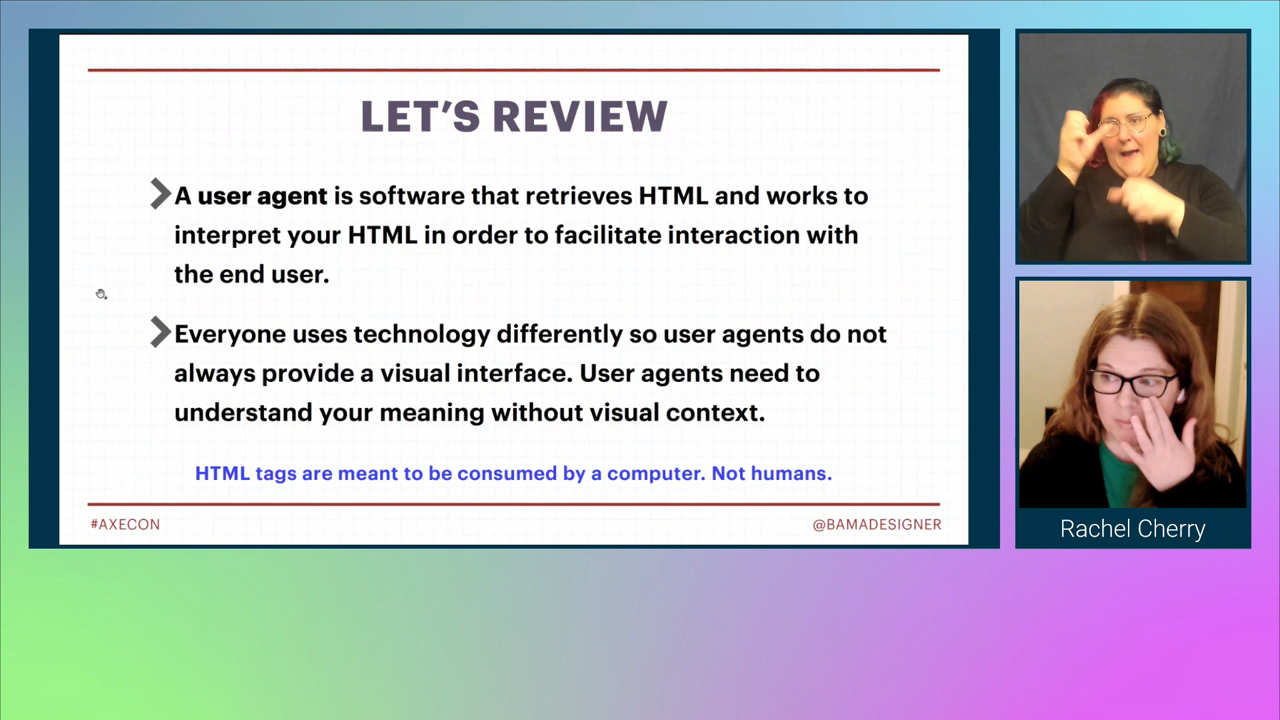 LET’S REVIEW
A user agent is software that retrieves HTML and works to
interpret your HTML in order to facilitate interaction with
the end user.
Everyone uses technology differently so user agents do not
always provide a visual interface. User agents need to
understand your meaning without visual context.
HTML tags are meant to be consumed by a computer. Not humans.
#AXECON
@BAMADESIGNER
Rachel Cherry